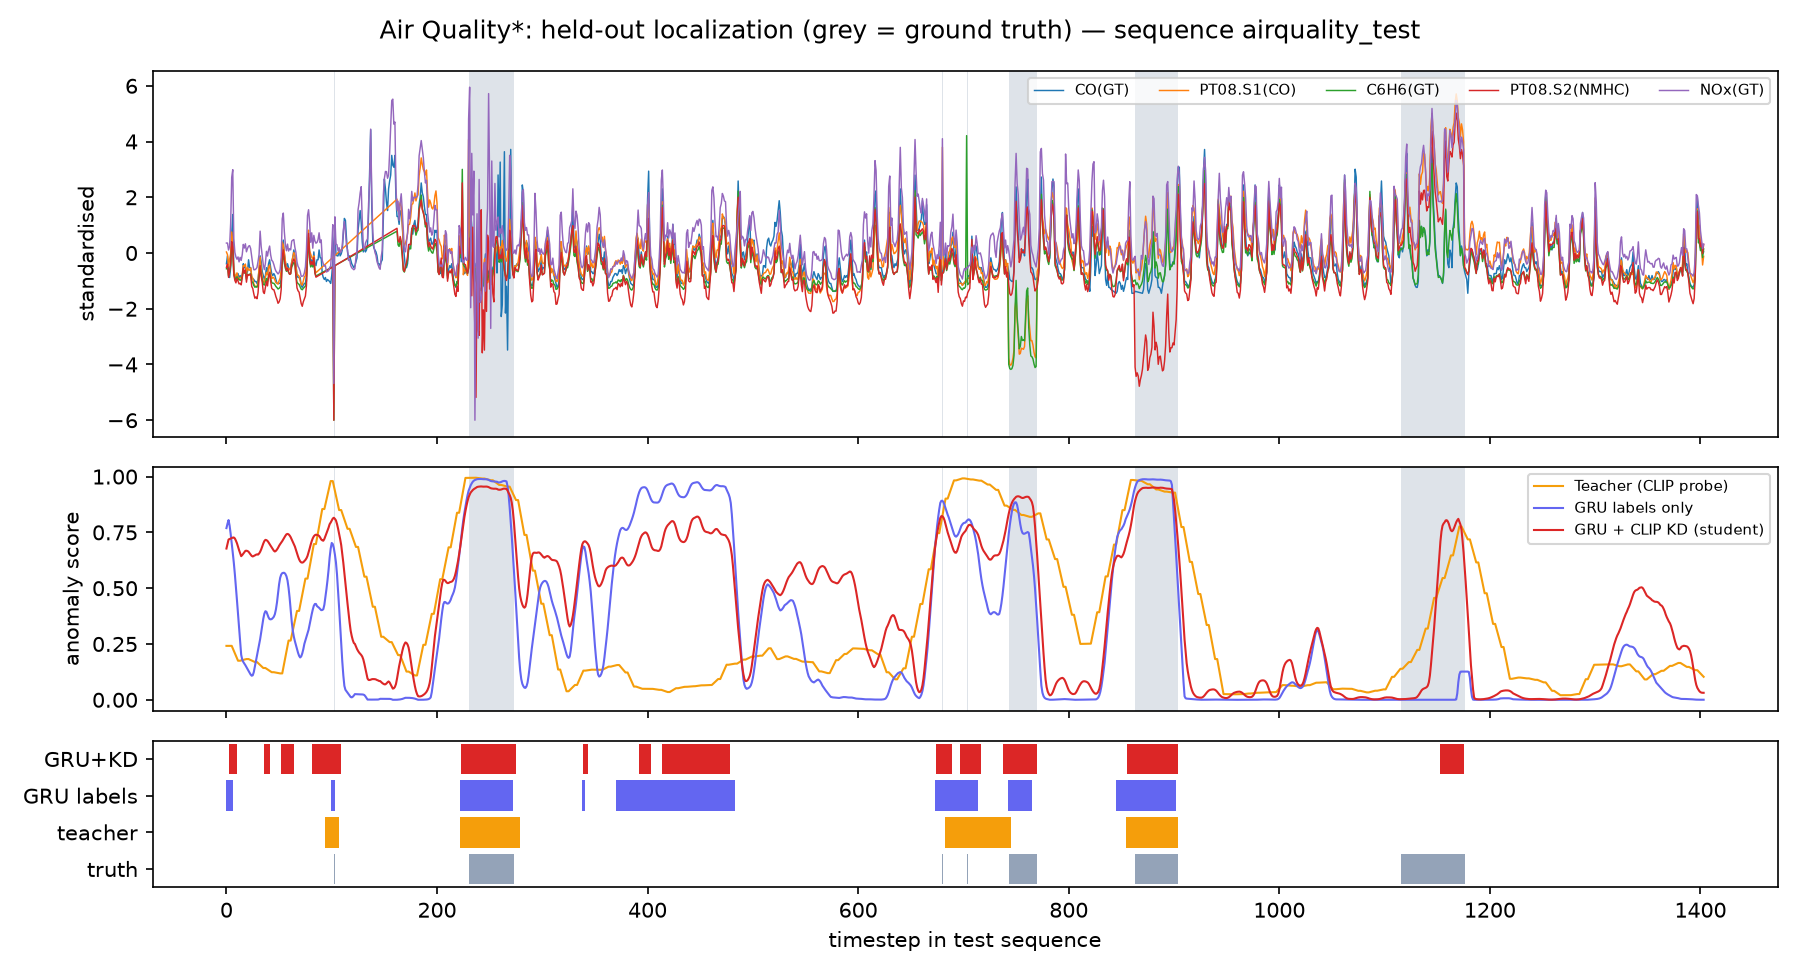 Air Quality*: held-out localization (grey = ground truth) — sequence airquality_test
CO(GT) PT08.S1(CO) C6H6(GT) PT08.S2(NMHC) NOx(GT)
standardised
6
4
2
0
−2
−4
−6
Teacher (CLIP probe)
GRU labels only
GRU + CLIP KD (student)
anomaly score
1.00
0.75
0.50
0.25
0.00
GRU+KD
GRU labels
teacher
truth
0 200 400 600 800 1000 1200 1400
timestep in test sequence